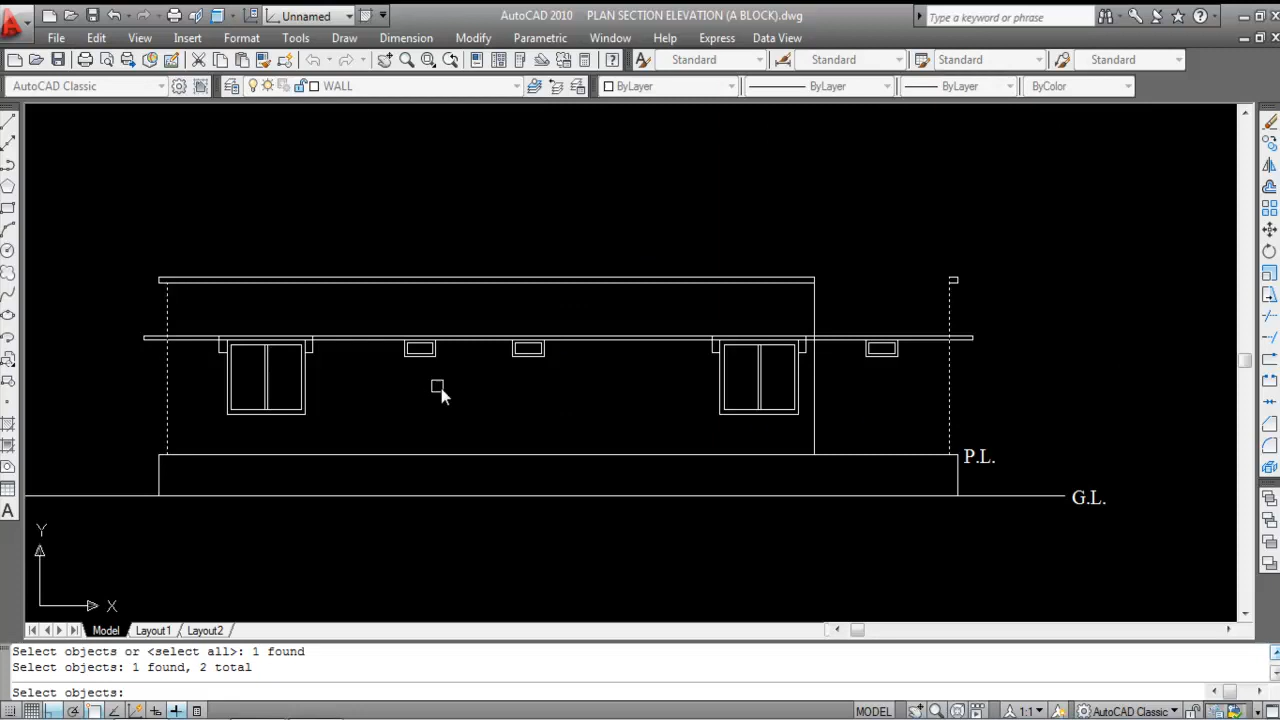 Unnamed
AutoCAD 2010 PLAN SECTION ELEVATION (A BLOCK).dwg
Type a keyword or phrase
File Edit View Insert Format Tools Draw Dimension Modify Parametric Window Help Express Data View
Standard Standard Standard Standard
AutoCAD Classic WALL ByLayer ByLayer ByLayer ByColor
P.L.
G.L.
Y
X
Model Layout1 Layout2
Select objects or <select all>: 1 found
Select objects: 1 found, 2 total
Select objects:
MODEL 1:1 AutoCAD Classic